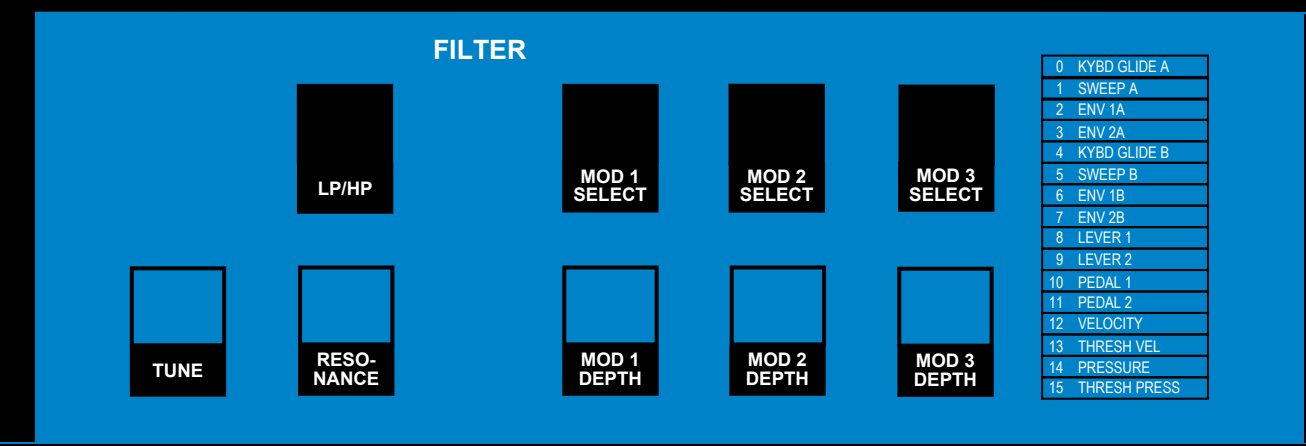 FILTER
LP/HP
MOD 1
SELECT
MOD 2
SELECT
MOD 3
SELECT
TUNE
RESO-
NANCE
MOD 1
DEPTH
MOD 2
DEPTH
MOD 3
DEPTH
0 KYBD GLIDE A
1 SWEEP A
2 ENV 1A
3 ENV 2A
4 KYBD GLIDE B
5 SWEEP B
6 ENV 1B
7 ENV 2B
8 LEVER 1
9 LEVER 2
10 PEDAL 1
11 PEDAL 2
12 VELOCITY
13 THRESH VEL
14 PRESSURE
15 THRESH PRESS